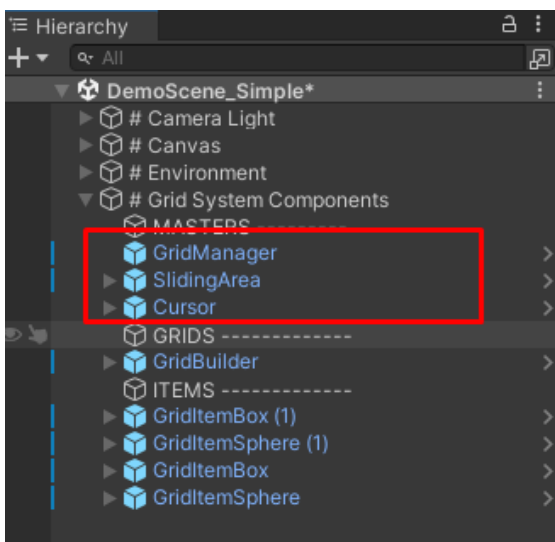 Hierarchy
All
DemoScene_Simple*
# Camera Light
# Canvas
# Environment
# Grid System Components
MASTERS ----------
GridManager
SlidingArea
Cursor
GRIDS -------------
GridBuilder
ITEMS -------------
GridItemBox (1)
GridItemSphere (1)
GridItemBox
GridItemSphere